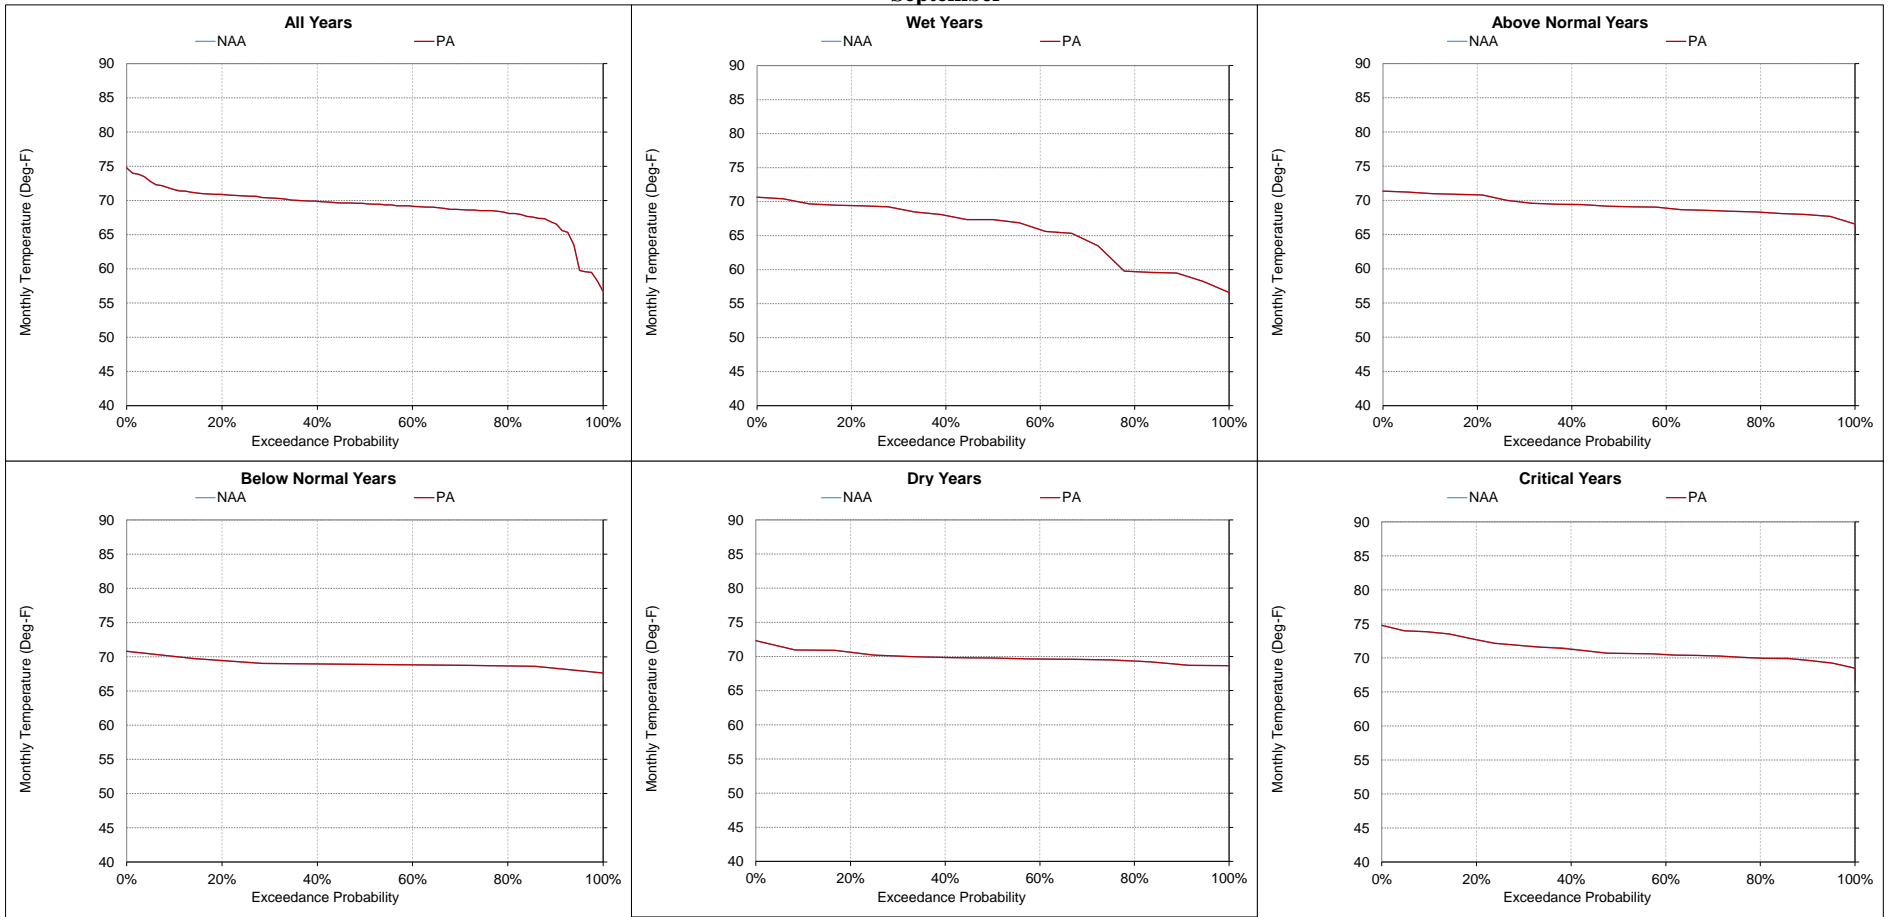 September
All Years
NAA PA
Monthly Temperature (Deg-F)
90
85
80
75
70
65
60
55
50
45
40
0% 20% 40% 60% 80% 100%
Exceedance Probability
Wet Years
NAA PA
Monthly Temperature (Deg-F)
90
85
80
75
70
65
60
55
50
45
40
0% 20% 40% 60% 80% 100%
Exceedance Probability
Above Normal Years
NAA PA
Monthly Temperature (Deg-F)
90
85
80
75
70
65
60
55
50
45
40
0% 20% 40% 60% 80% 100%
Exceedance Probability
Below Normal Years
NAA PA
Monthly Temperature (Deg-F)
90
85
80
75
70
65
60
55
50
45
40
0% 20% 40% 60% 80% 100%
Exceedance Probability
Dry Years
NAA PA
Monthly Temperature (Deg-F)
90
85
80
75
70
65
60
55
50
45
40
0% 20% 40% 60% 80% 100%
Exceedance Probability
Critical Years
NAA PA
Monthly Temperature (Deg-F)
90
85
80
75
70
65
60
55
50
45
40
0% 20% 40% 60% 80% 100%
Exceedance Probability